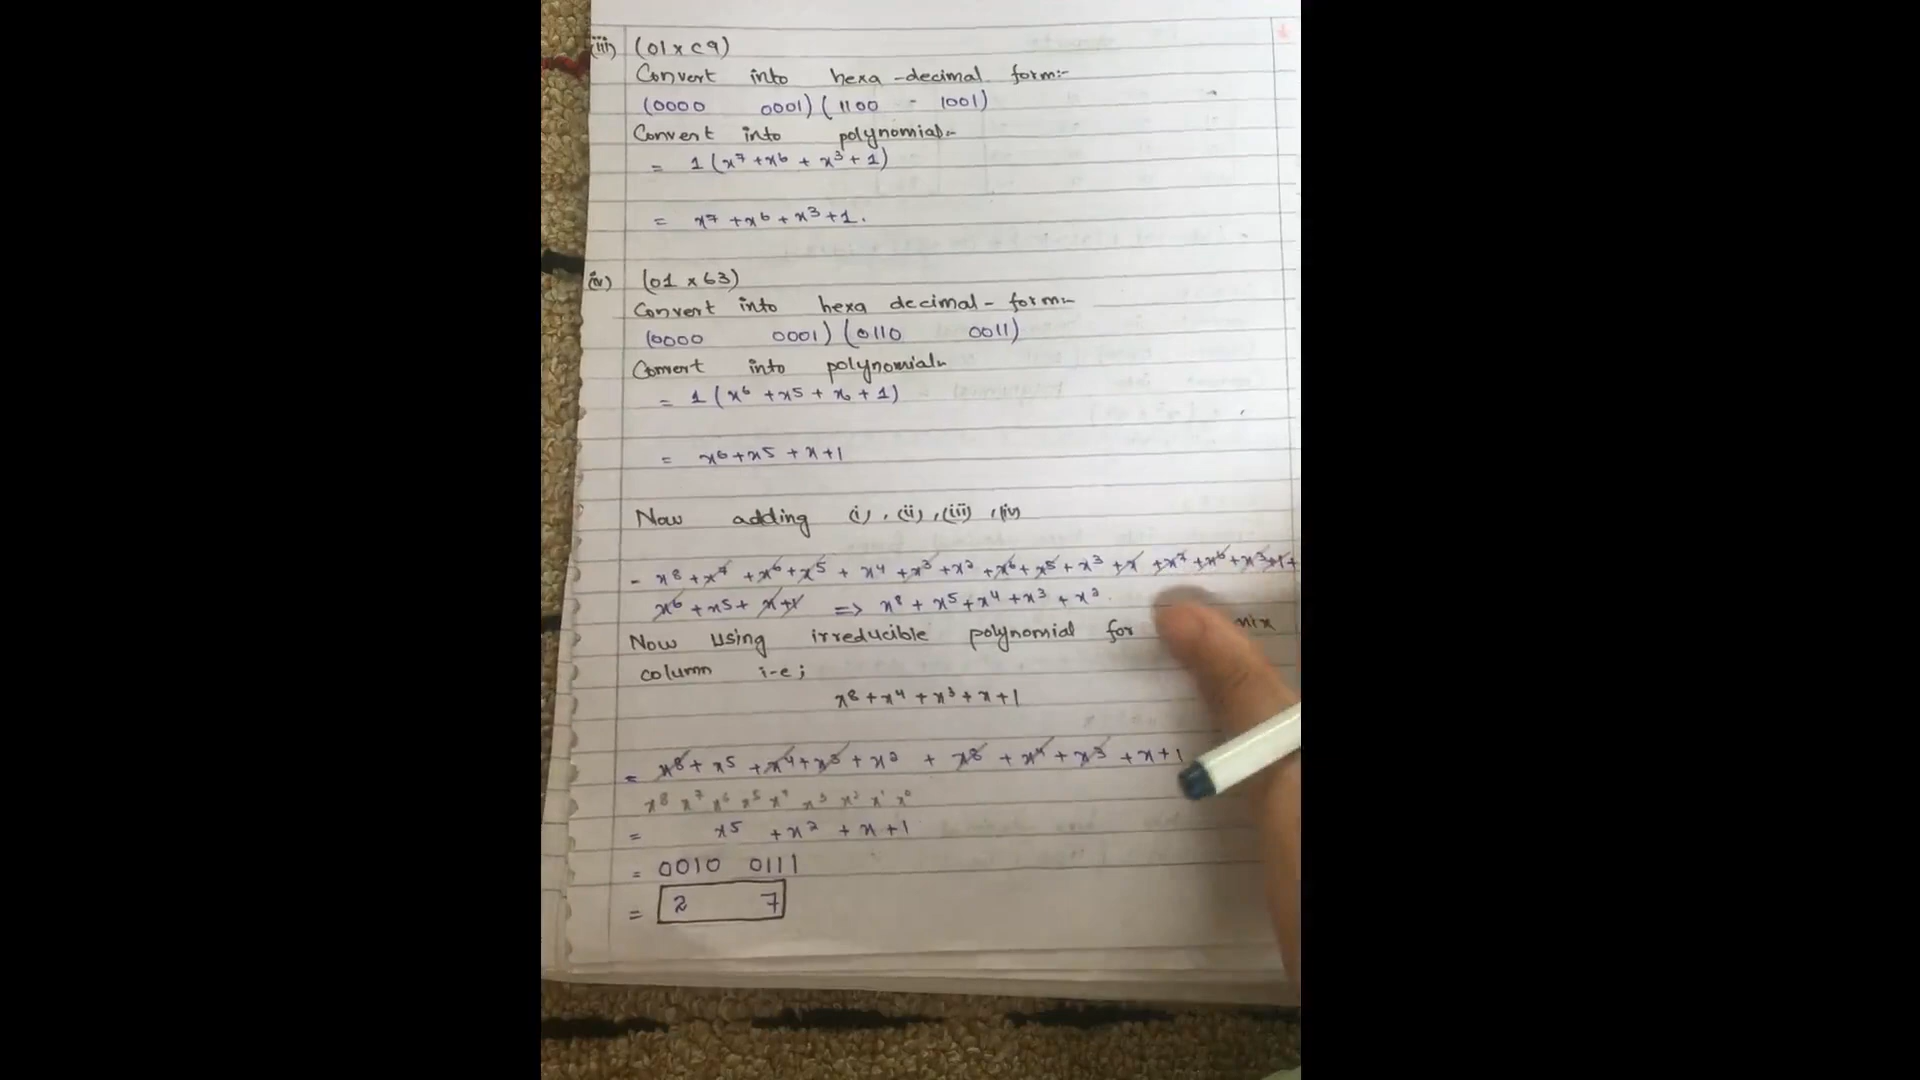 (iii) (01 x C9)
Convert into hexa-decimal form:-
(0000 0001) (1100 - 1001)
Convert into polynomial:-
= 1 (x⁷ + x⁶ + x³ + 1)
= x⁷ + x⁶ + x³ + 1.
(iv) (01 x 63)
Convert into hexa decimal - form:-
(0000 0001) (0110 0011)
Convert into polynomial:-
= 1 (x⁶ + x⁵ + x + 1)
= x⁶ + x⁵ + x + 1
Now adding (i), (ii), (iii), (iv)
= x⁸ + x⁷ + x⁶ + x⁵ + x⁴ + x³ + x² + x⁶ + x⁵ + x³ + x + x⁷ + x⁶ + x³ + 1 +
x⁶ + x⁵ + x + 1 => x⁸ + x⁵ + x⁴ + x³ + x².
Now using irreducible polynomial for mix
column i-e;
x⁸ + x⁴ + x³ + x + 1
= x⁸ + x⁵ + x⁴ + x³ + x² + x⁸ + x⁴ + x³ + x + 1
x⁸ x⁷ x⁶ x⁵ x⁴ x³ x² x¹ x⁰
= x⁵ + x² + x + 1
= 0010 0111
= 2 7